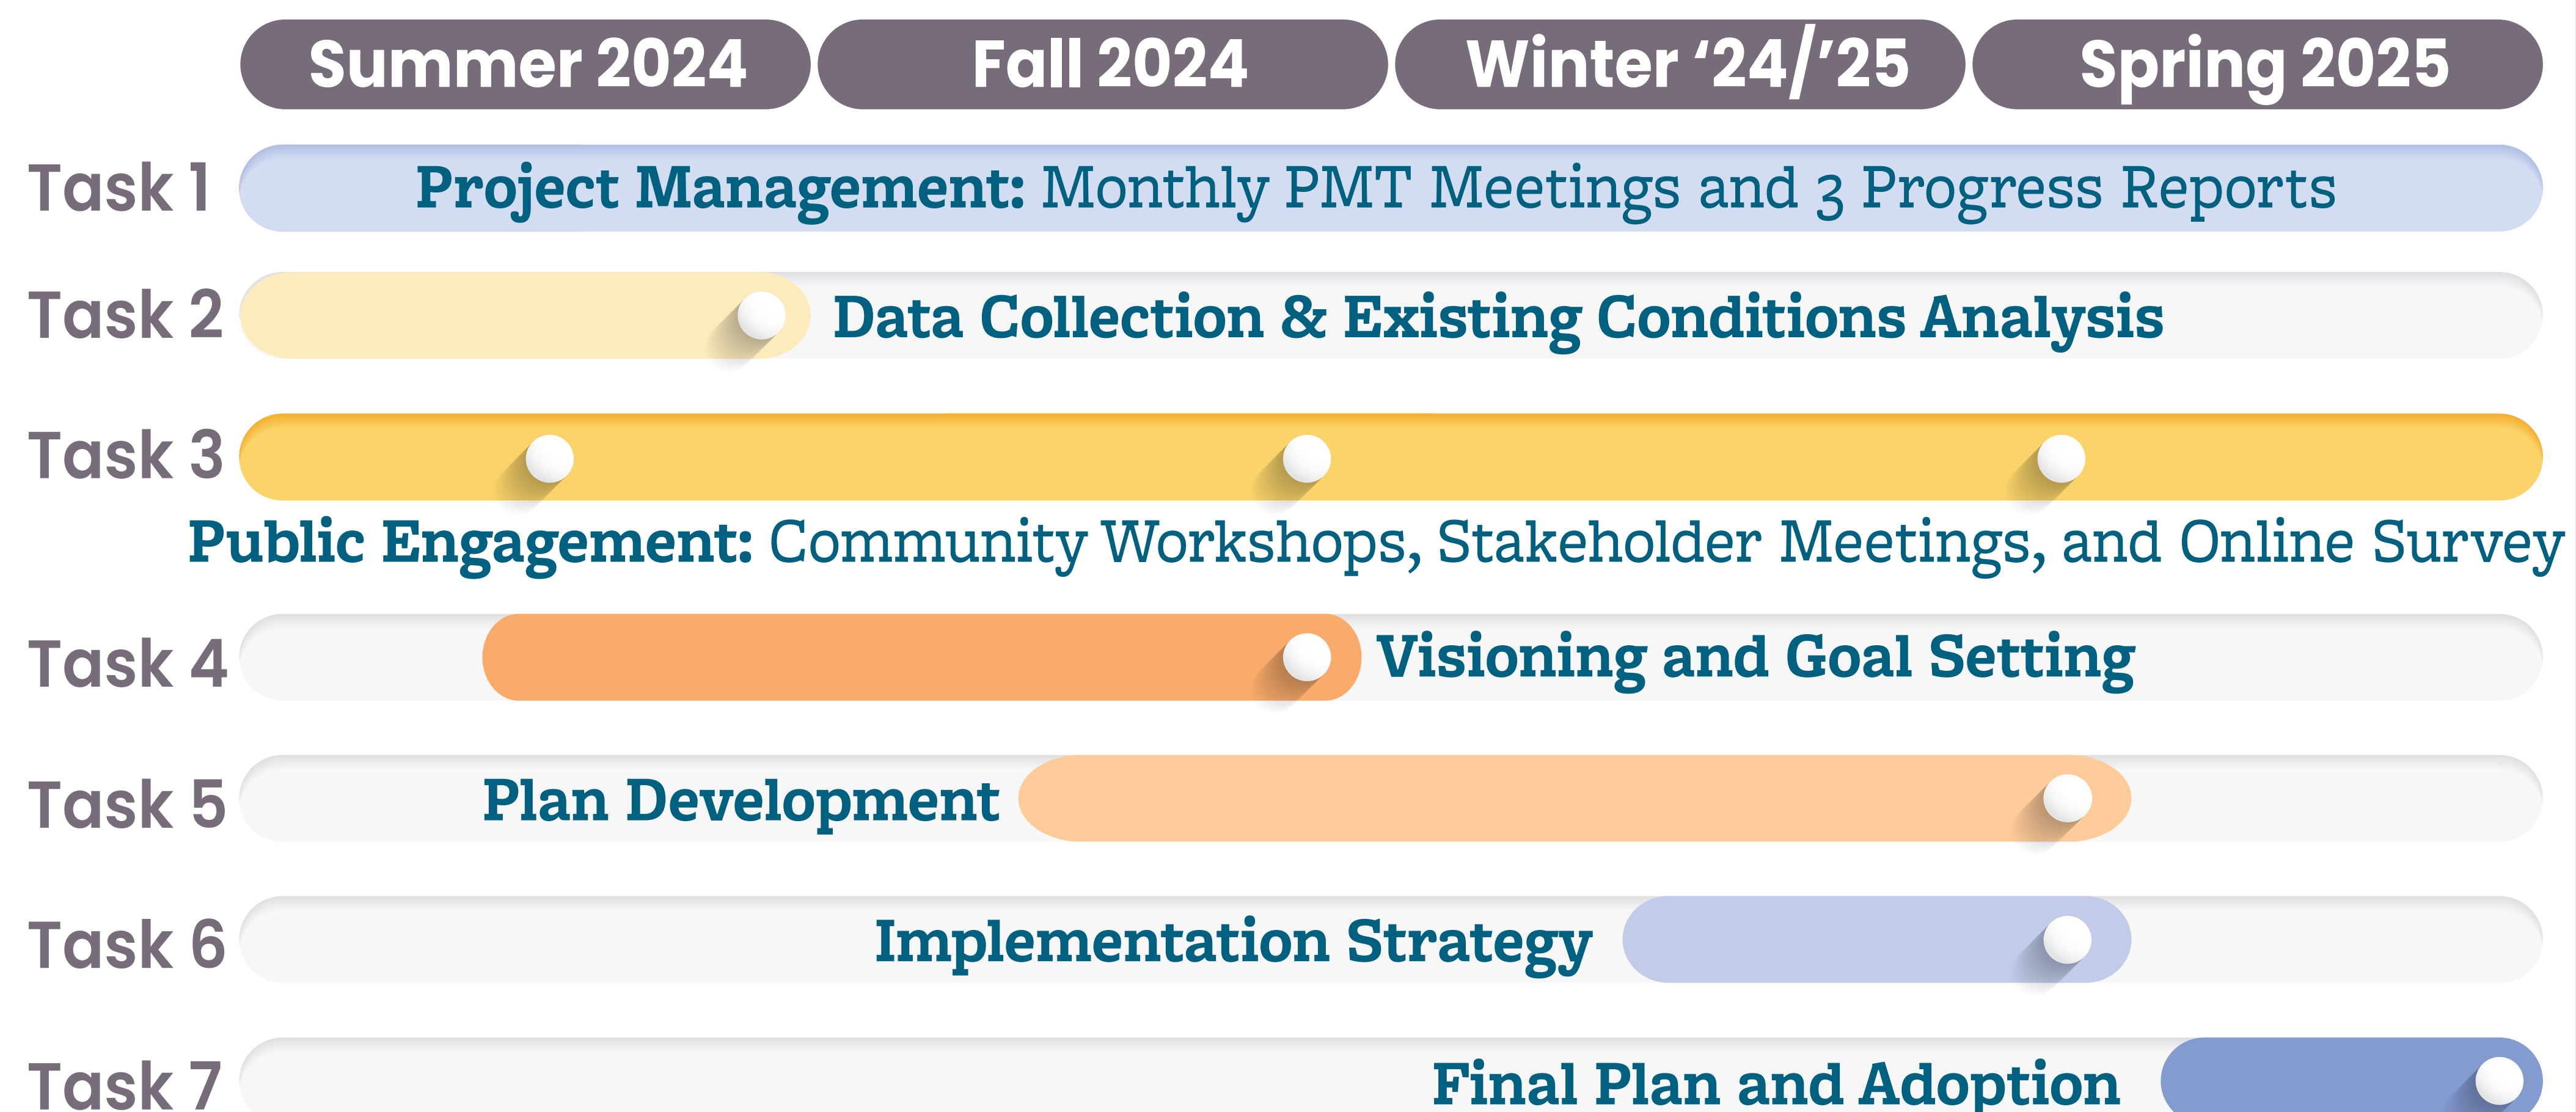 Summer 2024 Fall 2024 Winter ‘24/’25 Spring 2025
Task 1 Project Management: Monthly PMT Meetings and 3 Progress Reports
Task 2 Data Collection & Existing Conditions Analysis
Task 3
Public Engagement: Community Workshops, Stakeholder Meetings, and Online Survey
Task 4 Visioning and Goal Setting
Task 5 Plan Development
Task 6 Implementation Strategy
Task 7 Final Plan and Adoption